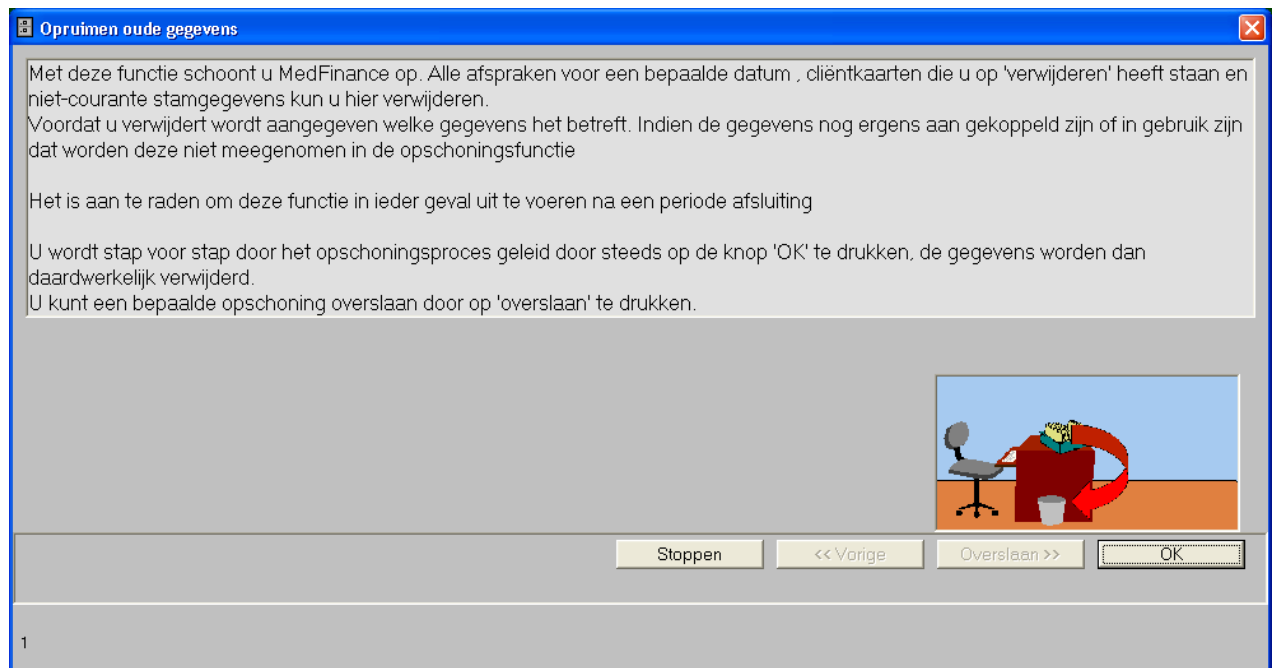 Opruimen oude gegevens
Met deze functie schoont u MedFinance op. Alle afspraken voor een bepaalde datum , cliëntkaarten die u op 'verwijderen' heeft staan en
niet-courante stamgegevens kun u hier verwijderen.
Voordat u verwijdert wordt aangegeven welke gegevens het betreft. Indien de gegevens nog ergens aan gekoppeld zijn of in gebruik zijn
dat worden deze niet meegenomen in de opschoningsfunctie
Het is aan te raden om deze functie in ieder geval uit te voeren na een periode afsluiting
U wordt stap voor stap door het opschoningsproces geleid door steeds op de knop 'OK' te drukken, de gegevens worden dan
daardwerkelijk verwijderd.
U kunt een bepaalde opschoning overslaan door op 'overslaan' te drukken.
Stoppen << Vorige Overslaan >> OK
1